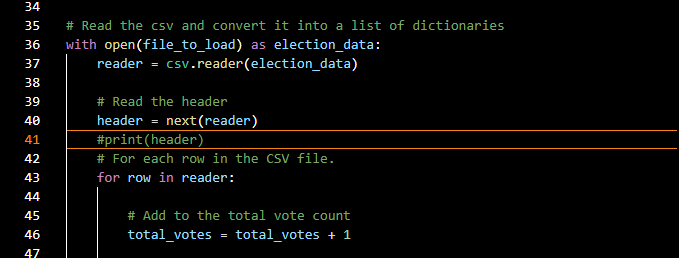 34
35 # Read the csv and convert it into a list of dictionaries
36 with open(file_to_load) as election_data:
37     reader = csv.reader(election_data)
38
39     # Read the header
40     header = next(reader)
41     #print(header)
42     # For each row in the CSV file.
43     for row in reader:
44
45         # Add to the total vote count
46         total_votes = total_votes + 1
47